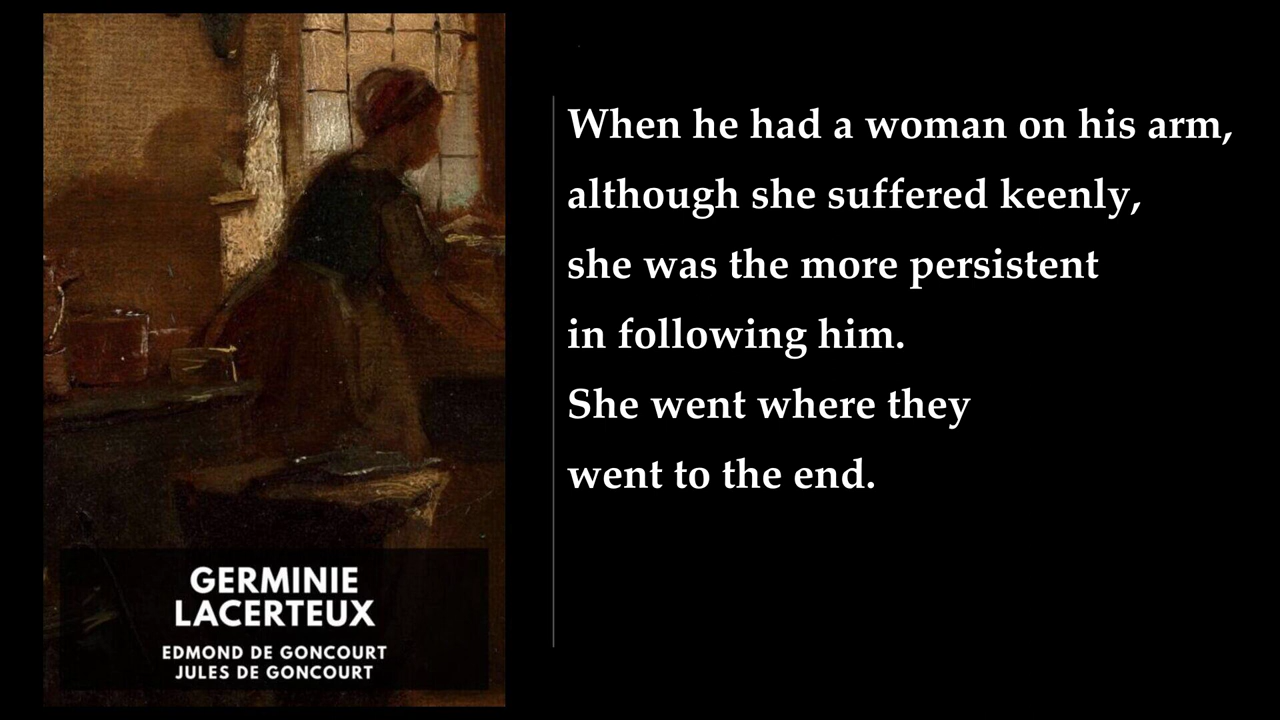 When he had a woman on his arm,
although she suffered keenly,
she was the more persistent
in following him.
She went where they
went to the end.
GERMINIE
LACERTEUX
EDMOND DE GONCOURT
JULES DE GONCOURT